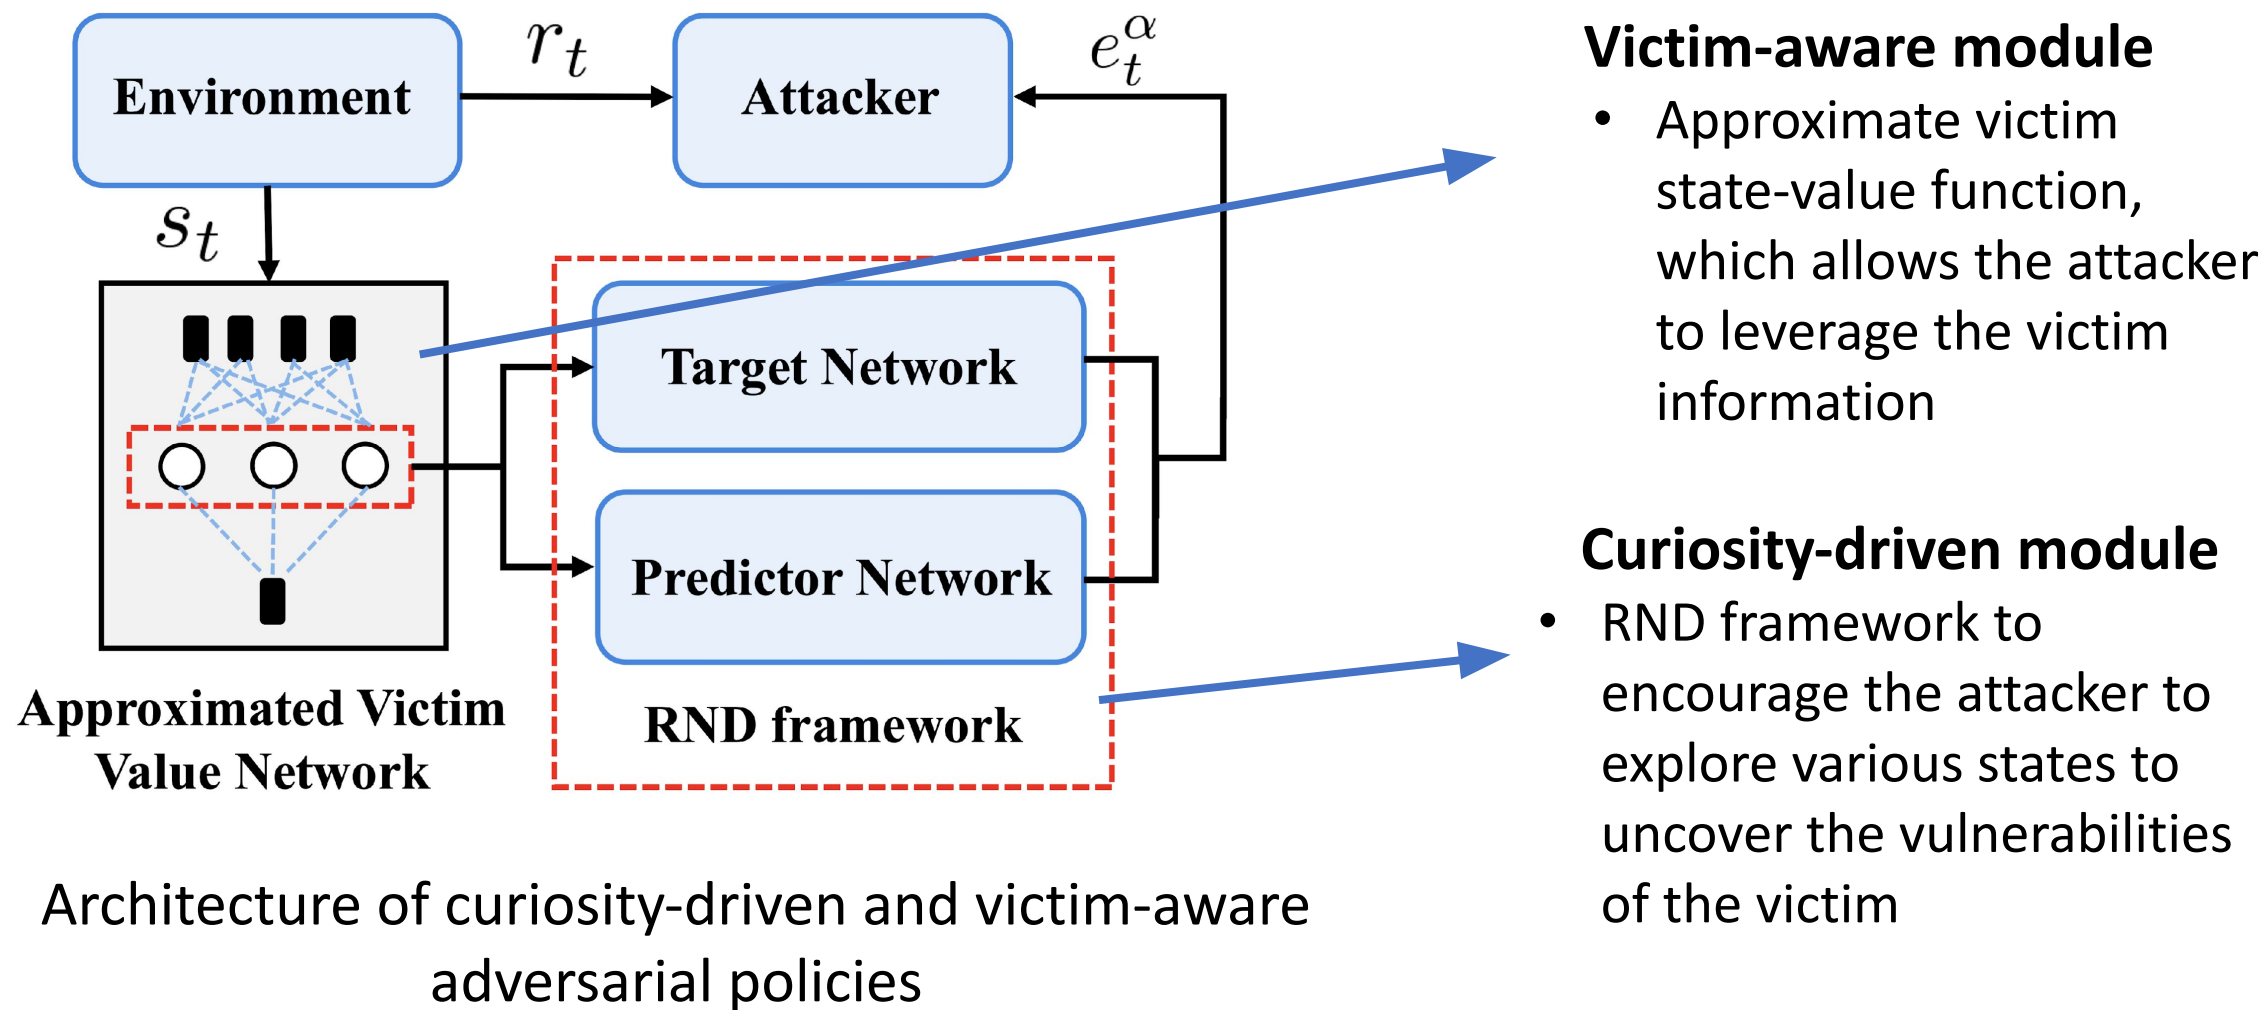 Environment
r_t
Attacker
e_t^α
s_t
Target Network
Predictor Network
RND framework
Approximated Victim
Value Network
Architecture of curiosity-driven and victim-aware
adversarial policies
Victim-aware module
• Approximate victim
state-value function,
which allows the attacker
to leverage the victim
information
Curiosity-driven module
• RND framework to
encourage the attacker to
explore various states to
uncover the vulnerabilities
of the victim